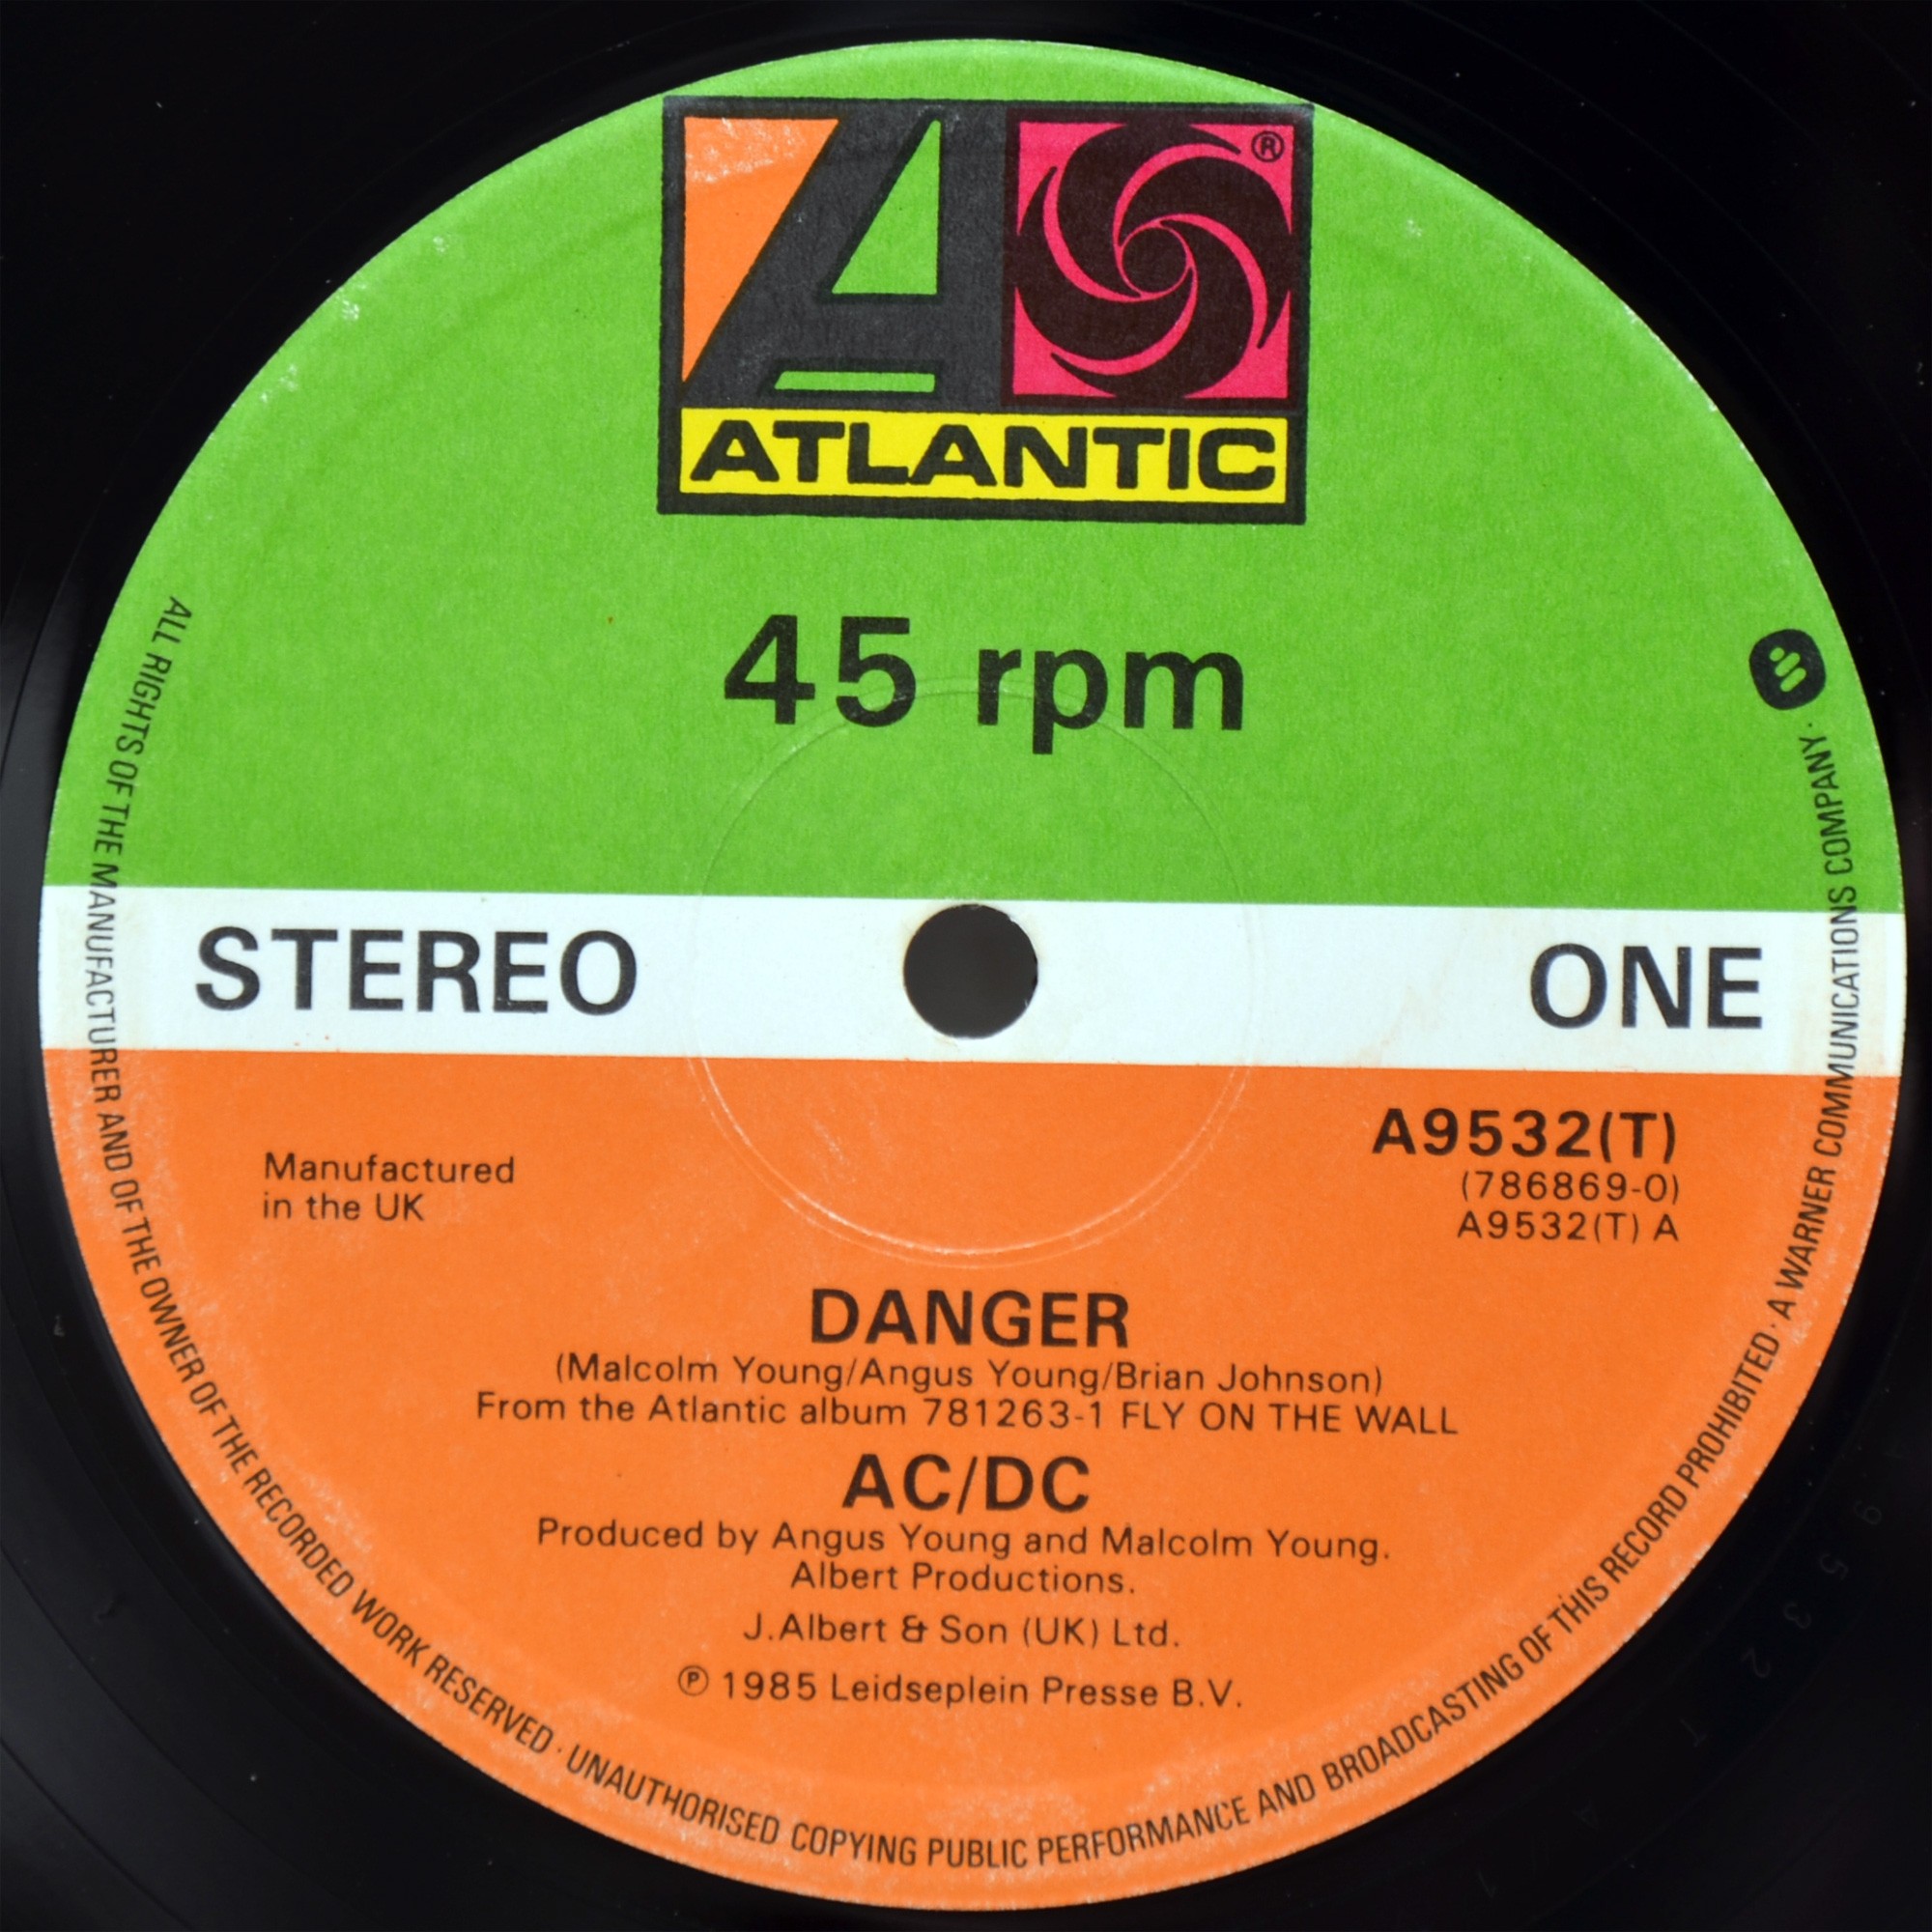 A
®
ATLANTIC
45 rpm
STEREO
ONE
A9532(T)
(786869-0)
A9532(T) A
Manufactured
in the UK
DANGER
(Malcolm Young/Angus Young/Brian Johnson)
From the Atlantic album 781263-1 FLY ON THE WALL
AC/DC
Produced by Angus Young and Malcolm Young.
Albert Productions.
J.Albert & Son (UK) Ltd.
℗ 1985 Leidseplein Presse B.V.
ALL RIGHTS OF THE MANUFACTURER AND OF THE OWNER OF THE RECORDED WORK RESERVED · UNAUTHORISED COPYING PUBLIC PERFORMANCE AND BROADCASTING OF THIS RECORD PROHIBITED · A WARNER COMMUNICATIONS COMPANY ·